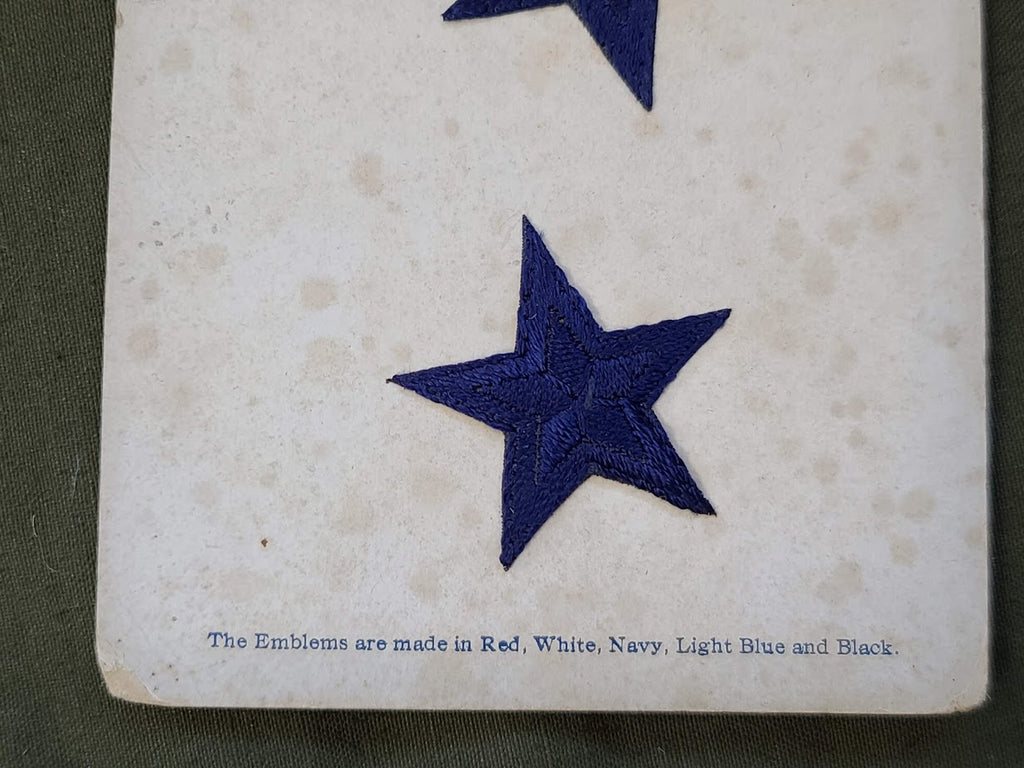 The Emblems are made in Red, White, Navy, Light Blue and Black.